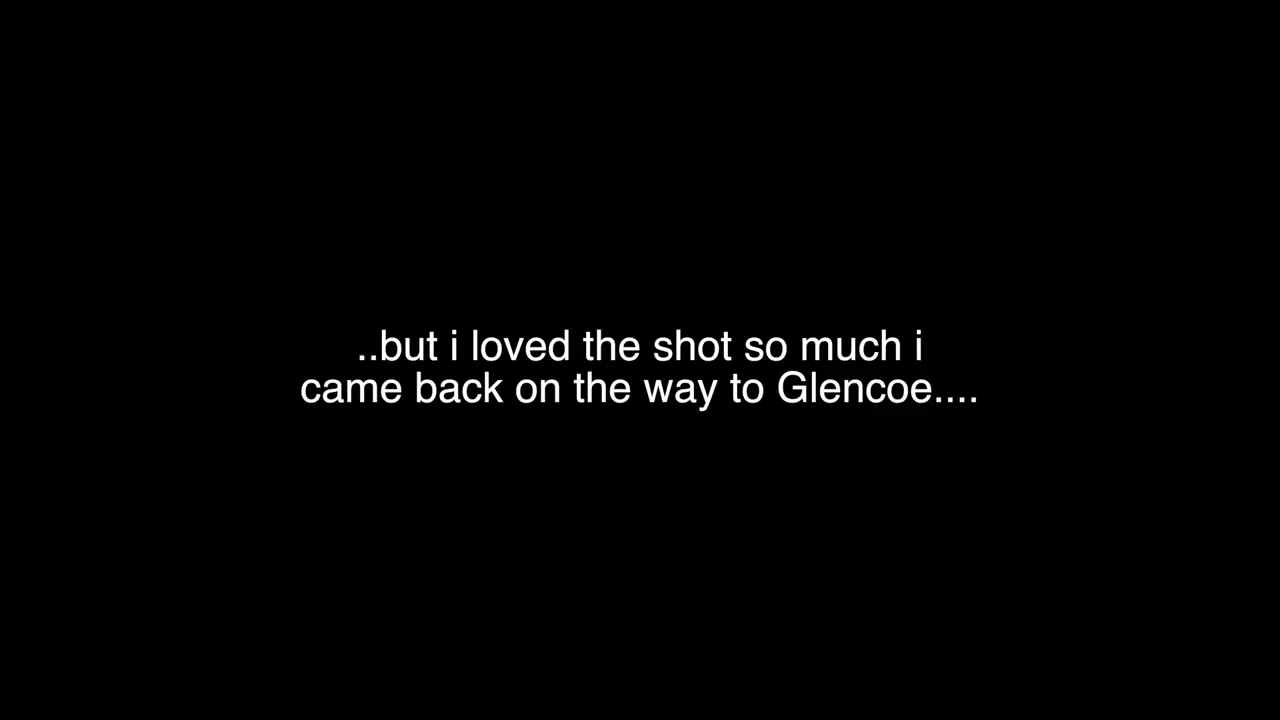 ..but i loved the shot so much i
came back on the way to Glencoe....